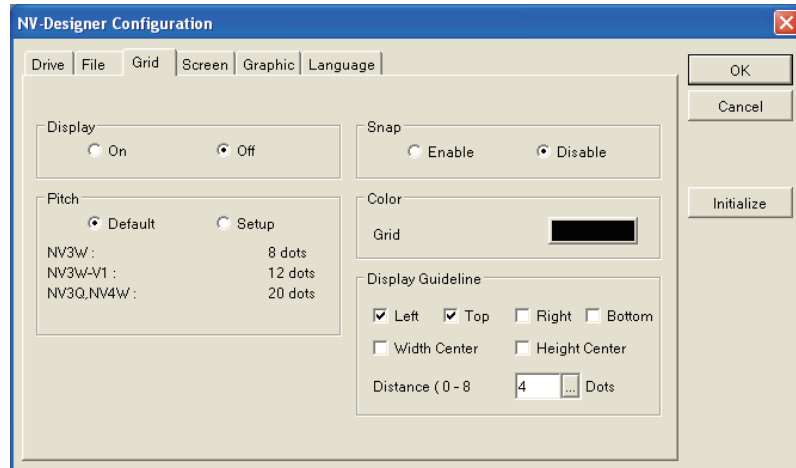 NV-Designer Configuration
Drive File Grid Screen Graphic Language
OK
Cancel
Initialize
Display
On Off
Snap
Enable Disable
Pitch
Default Setup
NV3W : 8 dots
NV3W-V1 : 12 dots
NV3Q,NV4W : 20 dots
Color
Grid
Display Guideline
Left Top Right Bottom
Width Center Height Center
Distance ( 0 - 8 4 ... Dots